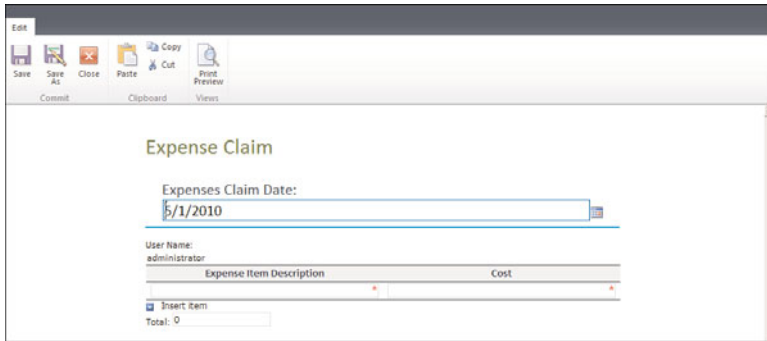 Edit
Save
Save As
Close
Paste
Copy
Cut
Print Preview
Commit
Clipboard
Views
Expense Claim
Expenses Claim Date:
5/1/2010
User Name:
administrator
Expense Item Description Cost
* *
Insert item
Total: 0